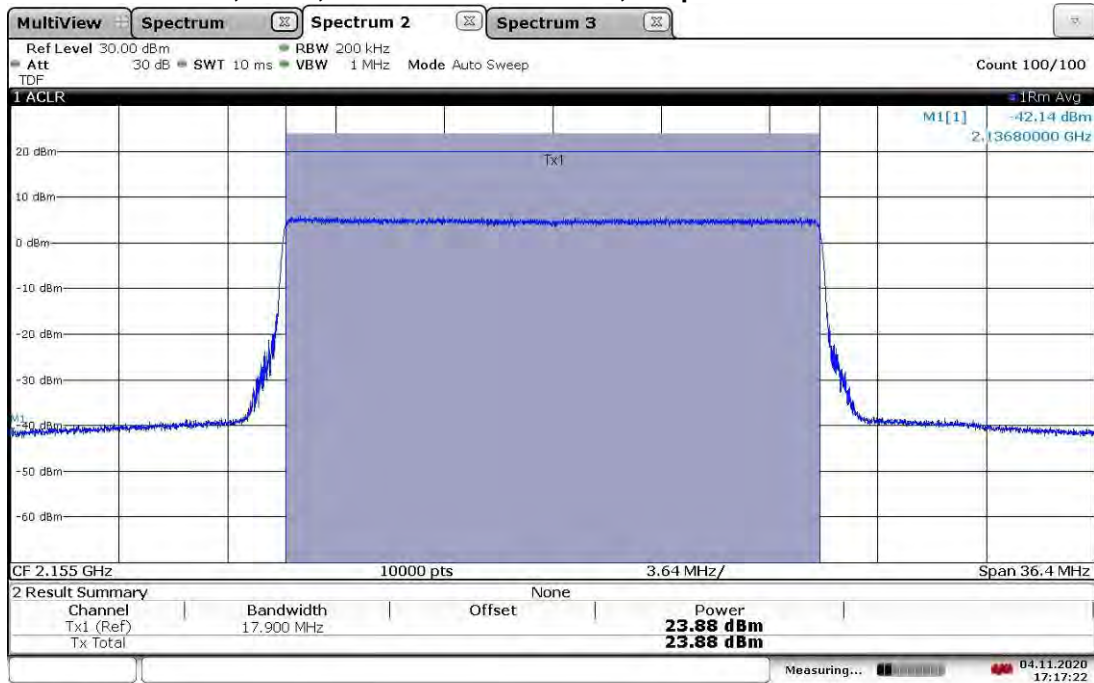 MultiView Spectrum Spectrum 2 Spectrum 3
Ref Level 30.00 dBm RBW 200 kHz
Att 30 dB SWT 10 ms VBW 1 MHz Mode Auto Sweep Count 100/100
TDF
1 ACLR 1Rm Avg
M1[1] -42.14 dBm
2.13680000 GHz
20 dBm
Tx1
10 dBm
0 dBm
-10 dBm
-20 dBm
-30 dBm
M1
-40 dBm
-50 dBm
-60 dBm
CF 2.155 GHz 10000 pts 3.64 MHz/ Span 36.4 MHz
2 Result Summary None
Channel Bandwidth Offset Power
Tx1 (Ref) 17.900 MHz 23.88 dBm
Tx Total 23.88 dBm
Measuring... 04.11.2020
17:17:22